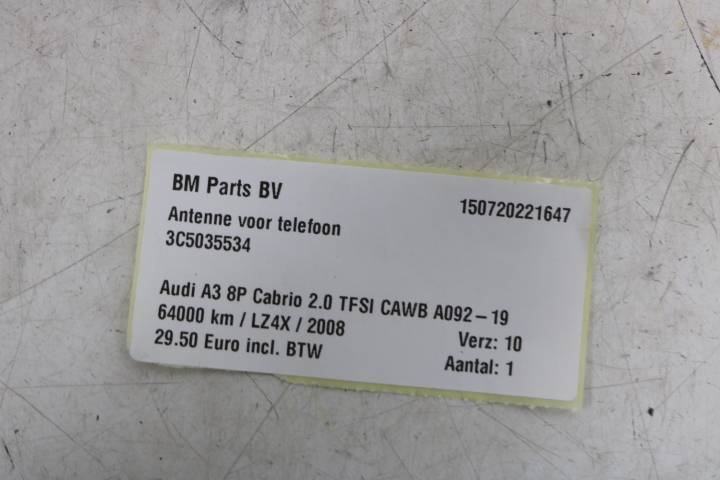 BM Parts BV
150720221647
Antenne voor telefoon
3C5035534
Audi A3 8P Cabrio 2.0 TFSI CAWB A092-19
64000 km / LZ4X / 2008
Verz: 10
29.50 Euro incl. BTW
Aantal: 1